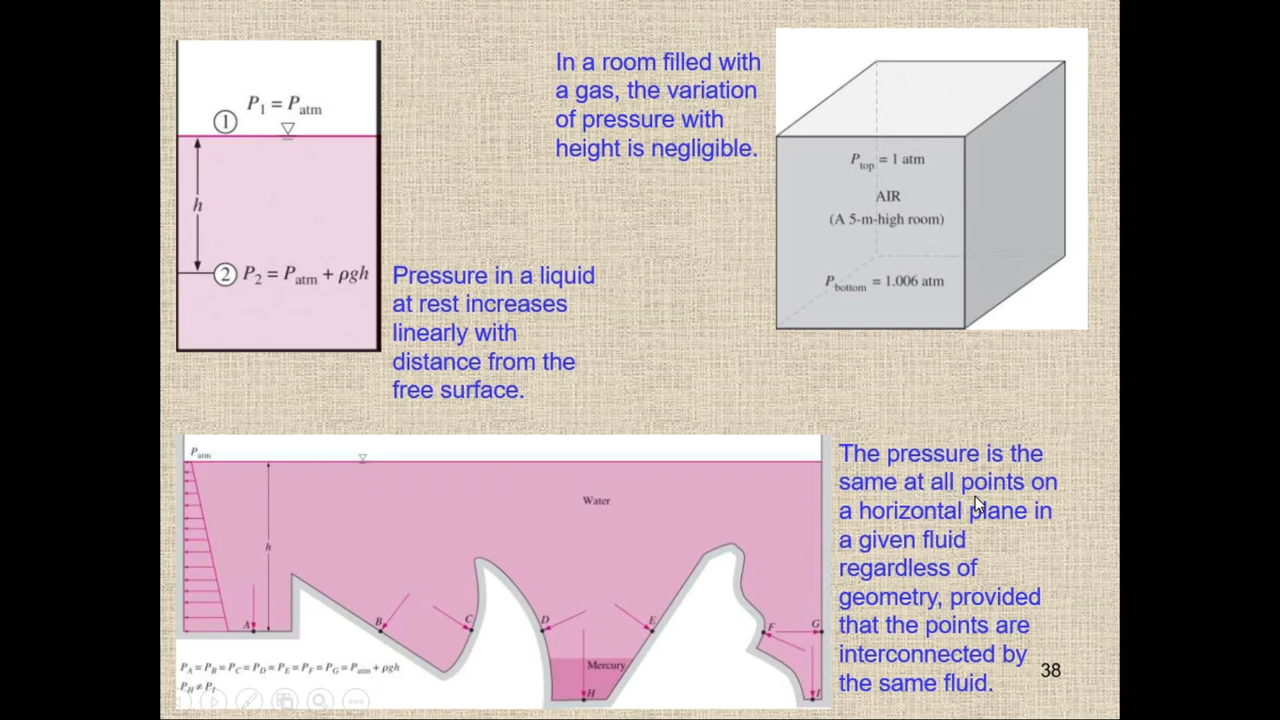 P1 = Patm
1
h
2 P2 = Patm + ρgh
In a room filled with
a gas, the variation
of pressure with
height is negligible.
Ptop = 1 atm
AIR
(A 5-m-high room)
Pbottom = 1.006 atm
Pressure in a liquid
at rest increases
linearly with
distance from the
free surface.
Patm
Water
h
A
B
C
D
E
F
G
Mercury
H
I
PA = PB = PC = PD = PE = PF = PG = Patm + ρgh
PH ≠ PI
The pressure is the
same at all points on
a horizontal plane in
a given fluid
regardless of
geometry, provided
that the points are
interconnected by
the same fluid.
38